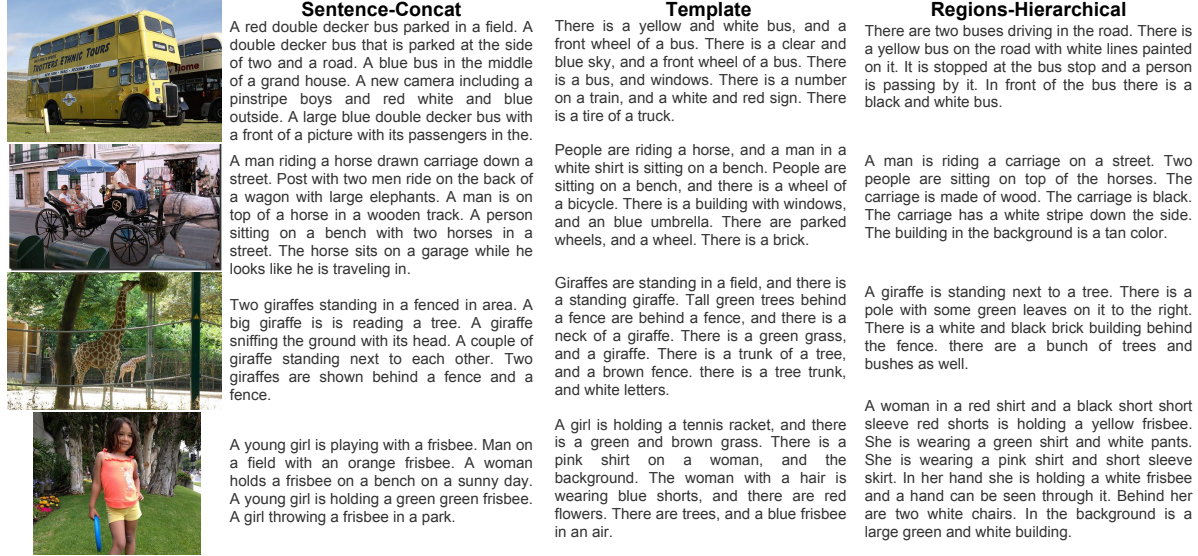 Sentence-Concat
Template
Regions-Hierarchical
TROTTERS ETHNIC TOURS
A red double decker bus parked in a field. A
double decker bus that is parked at the side
of two and a road. A blue bus in the middle
of a grand house. A new camera including a
pinstripe boys and red white and blue
outside. A large blue double decker bus with
a front of a picture with its passengers in the.
There is a yellow and white bus, and a
front wheel of a bus. There is a clear and
blue sky, and a front wheel of a bus. There
is a bus, and windows. There is a number
on a train, and a white and red sign. There
is a tire of a truck.
There are two buses driving in the road. There is
a yellow bus on the road with white lines painted
on it. It is stopped at the bus stop and a person
is passing by it. In front of the bus there is a
black and white bus.
A man riding a horse drawn carriage down a
street. Post with two men ride on the back of
a wagon with large elephants. A man is on
top of a horse in a wooden track. A person
sitting on a bench with two horses in a
street. The horse sits on a garage while he
looks like he is traveling in.
People are riding a horse, and a man in a
white shirt is sitting on a bench. People are
sitting on a bench, and there is a wheel of
a bicycle. There is a building with windows,
and an blue umbrella. There are parked
wheels, and a wheel. There is a brick.
A man is riding a carriage on a street. Two
people are sitting on top of the horses. The
carriage is made of wood. The carriage is black.
The carriage has a white stripe down the side.
The building in the background is a tan color.
Two giraffes standing in a fenced in area. A
big giraffe is is reading a tree. A giraffe
sniffing the ground with its head. A couple of
giraffe standing next to each other. Two
giraffes are shown behind a fence and a
fence.
Giraffes are standing in a field, and there is
a standing giraffe. Tall green trees behind
a fence are behind a fence, and there is a
neck of a giraffe. There is a green grass,
and a giraffe. There is a trunk of a tree,
and a brown fence. there is a tree trunk,
and white letters.
A giraffe is standing next to a tree. There is a
pole with some green leaves on it to the right.
There is a white and black brick building behind
the fence. there are a bunch of trees and
bushes as well.
A young girl is playing with a frisbee. Man on
a field with an orange frisbee. A woman
holds a frisbee on a bench on a sunny day.
A young girl is holding a green green frisbee.
A girl throwing a frisbee in a park.
A girl is holding a tennis racket, and there
is a green and brown grass. There is a
pink shirt on a woman, and the
background. The woman with a hair is
wearing blue shorts, and there are red
flowers. There are trees, and a blue frisbee
in an air.
A woman in a red shirt and a black short short
sleeve red shorts is holding a yellow frisbee.
She is wearing a green shirt and white pants.
She is wearing a pink shirt and short sleeve
skirt. In her hand she is holding a white frisbee
and a hand can be seen through it. Behind her
are two white chairs. In the background is a
large green and white building.